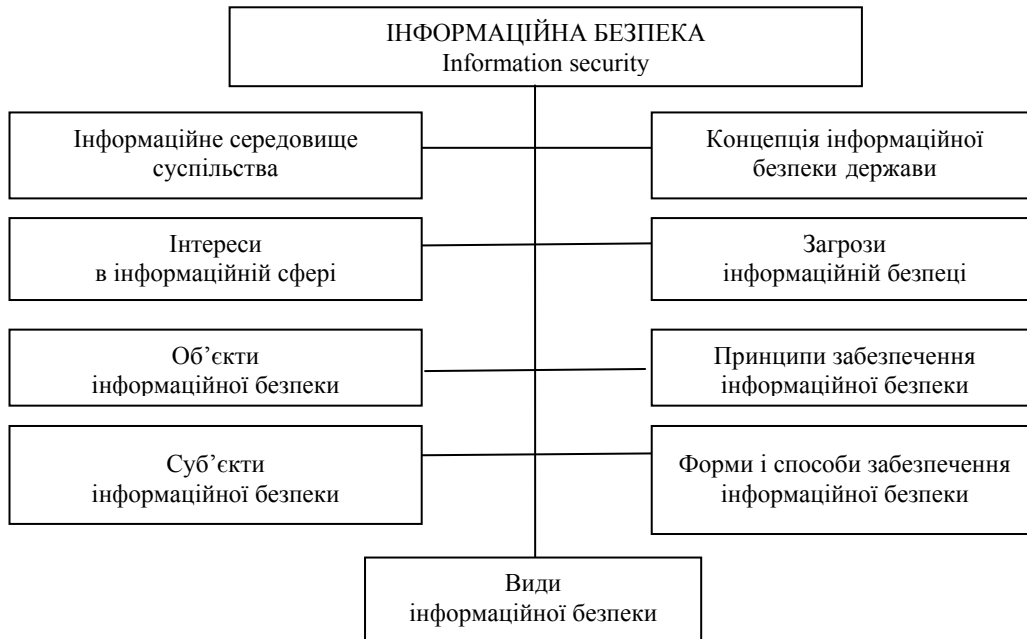 ІНФОРМАЦІЙНА БЕЗПЕКА
Information security
Інформаційне середовище
суспільства
Концепція інформаційної
безпеки держави
Інтереси
в інформаційній сфері
Загрози
інформаційній безпеці
Об’єкти
інформаційної безпеки
Принципи забезпечення
інформаційної безпеки
Суб’єкти
інформаційної безпеки
Форми і способи забезпечення
інформаційної безпеки
Види
інформаційної безпеки